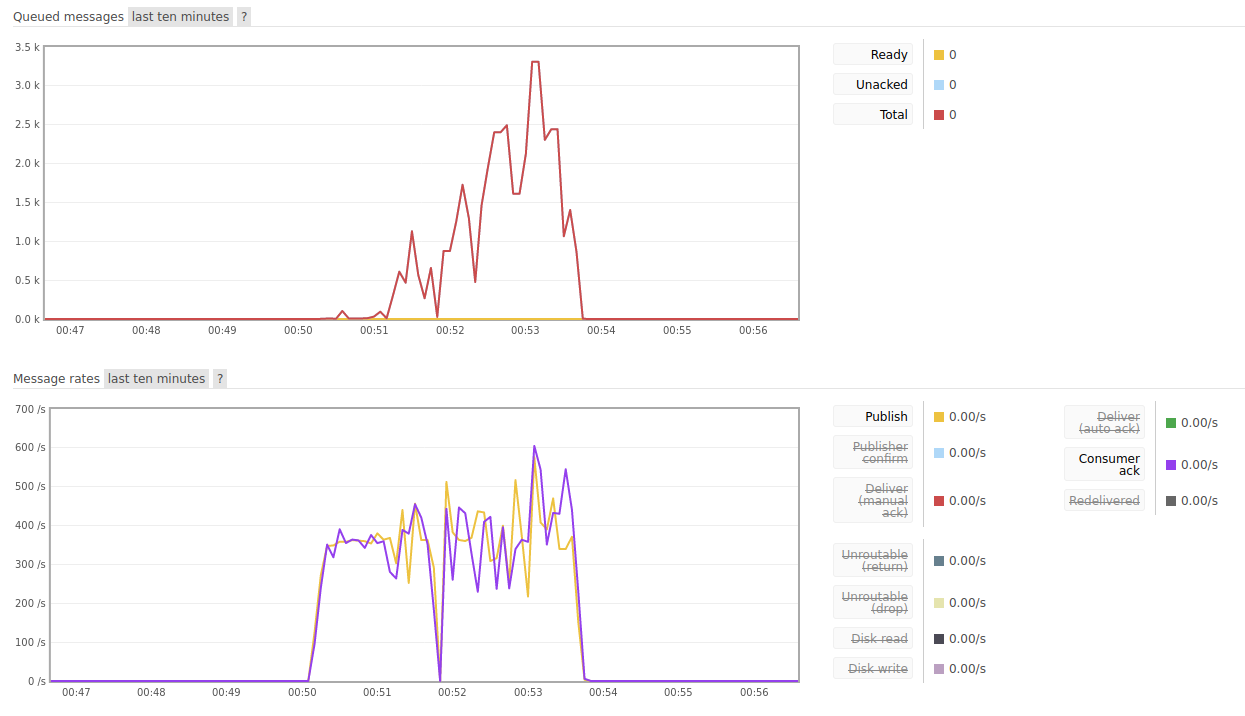 Queued messages last ten minutes ?
3.5 k
3.0 k
2.5 k
2.0 k
1.5 k
1.0 k
0.5 k
0.0 k
00:47 00:48 00:49 00:50 00:51 00:52 00:53 00:54 00:55 00:56
Ready 0
Unacked 0
Total 0
Message rates last ten minutes ?
700 /s
600 /s
500 /s
400 /s
300 /s
200 /s
100 /s
0 /s
00:47 00:48 00:49 00:50 00:51 00:52 00:53 00:54 00:55 00:56
Publish 0.00/s
Publisher
confirm 0.00/s
Deliver
(manual
ack) 0.00/s
Deliver
(auto ack) 0.00/s
Consumer
ack 0.00/s
Redelivered 0.00/s
Unroutable
(return) 0.00/s
Unroutable
(drop) 0.00/s
Disk read 0.00/s
Disk write 0.00/s